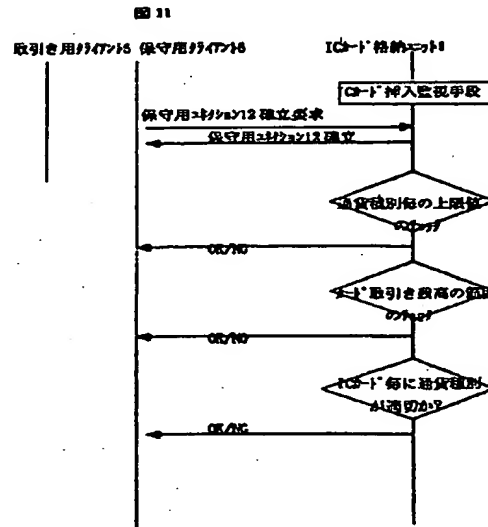 図 11
取引き用クライアント5 保守用クライアント6 ICカード格納ユニット1
ICカード挿入監視手段
保守用コネクション12 確立要求
保守用コネクション12 確立
通貨種別毎の上限値
のチェック
OK/NG
カード取引き残高の範囲
のチェック
OK/NG
ICカード毎に通貨種別
が適切か?
OK/NG